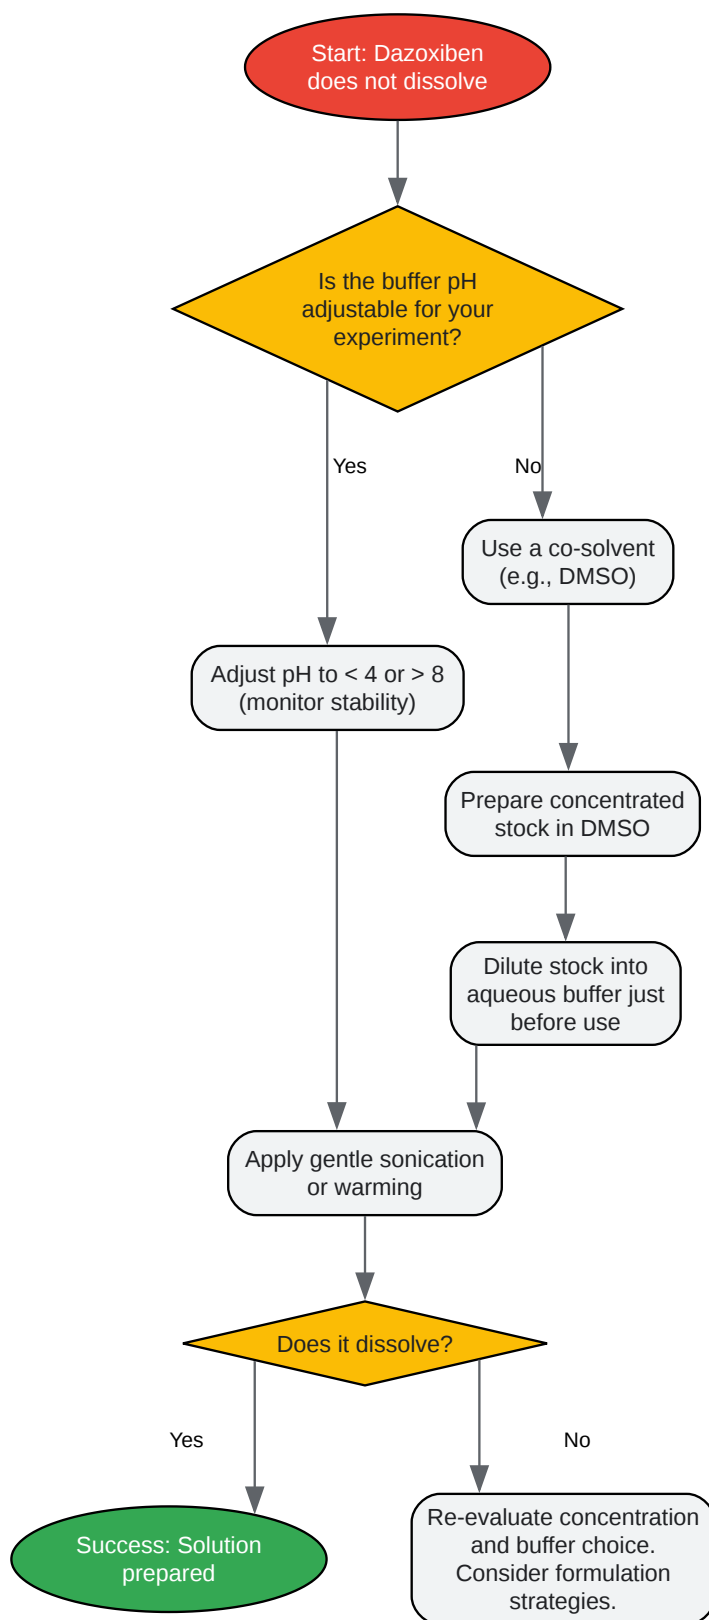 Start: Dazoxiben
does not dissolve
Is the buffer pH
adjustable for your
experiment?
Yes
No
Use a co-solvent
(e.g., DMSO)
Adjust pH to < 4 or > 8
(monitor stability)
Prepare concentrated
stock in DMSO
Dilute stock into
aqueous buffer just
before use
Apply gentle sonication
or warming
Does it dissolve?
Yes
No
Success: Solution
prepared
Re-evaluate concentration
and buffer choice.
Consider formulation
strategies.